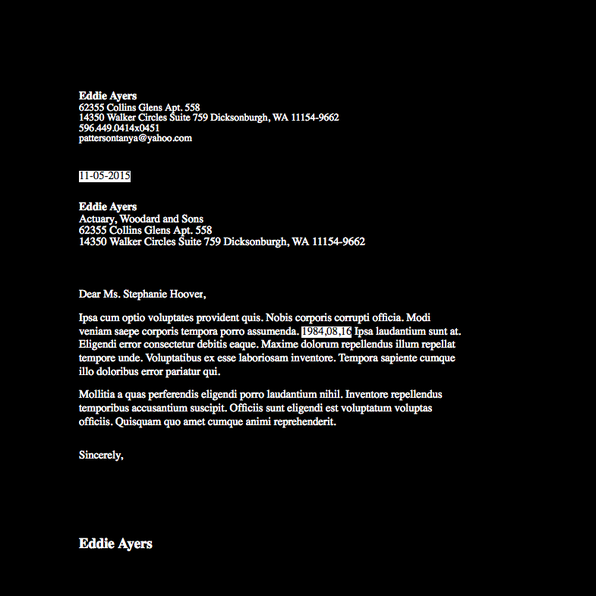 Eddie Ayers
62355 Collins Glens Apt. 558
14350 Walker Circles Suite 759 Dicksonburgh, WA 11154-9662
596.449.0414x0451
pattersontanya@yahoo.com
11-05-2015
Eddie Ayers
Actuary, Woodard and Sons
62355 Collins Glens Apt. 558
14350 Walker Circles Suite 759 Dicksonburgh, WA 11154-9662
Dear Ms. Stephanie Hoover,
Ipsa cum optio voluptates provident quis. Nobis corporis corrupti officia. Modi
veniam saepe corporis tempora porro assumenda. 1984,08,16 Ipsa laudantium sunt at.
Eligendi error consectetur debitis eaque. Maxime dolorum repellendus illum repellat
tempore unde. Voluptatibus ex esse laboriosam inventore. Tempora sapiente cumque
illo doloribus error pariatur qui.
Mollitia a quas perferendis eligendi porro laudantium nihil. Inventore repellendus
temporibus accusantium suscipit. Officiis sunt eligendi est voluptatum voluptas
officiis. Quisquam quo amet cumque animi reprehenderit.
Sincerely,
Eddie Ayers